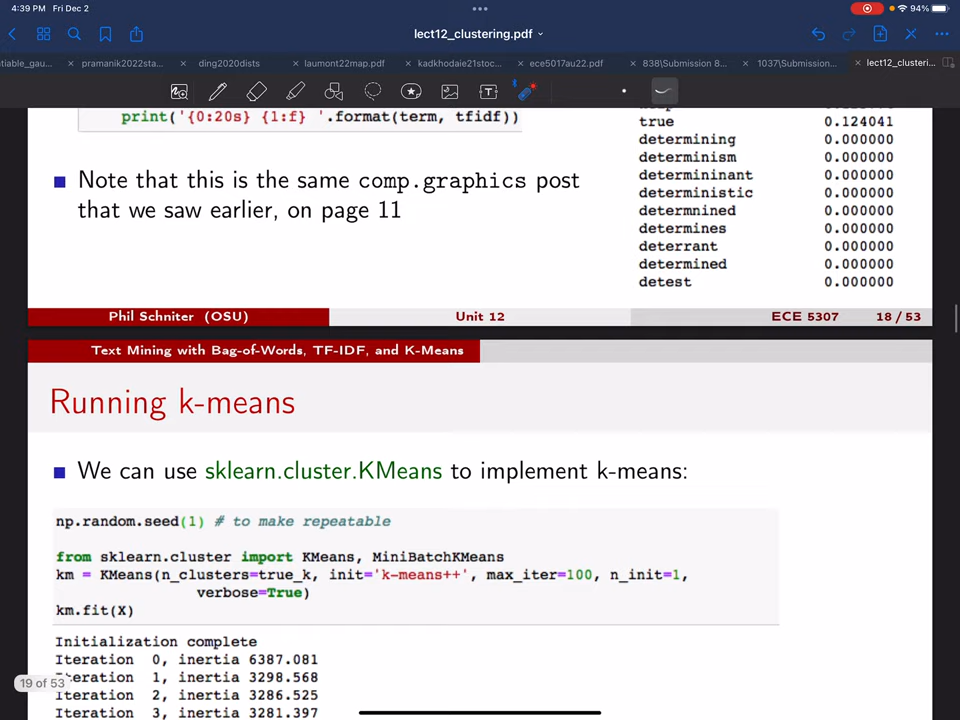 4:39 PM Fri Dec 2
94%
lect12_clustering.pdf
tiable_gau...
pramanik2022sta...
ding2020dists
laumont22map.pdf
kadkhodaie21stoc...
ece5017au22.pdf
838\Submission 8...
1037\Submission...
lect12_clusteri...
print('{0:20s} {1:f} '.format(term, tfidf))
Note that this is the same comp.graphics post
that we saw earlier, on page 11
true 0.124041
determining 0.000000
determinism 0.000000
determininant 0.000000
deterministic 0.000000
determnined 0.000000
determines 0.000000
deterrant 0.000000
determined 0.000000
detest 0.000000
Phil Schniter (OSU) Unit 12 ECE 5307 18 / 53
Text Mining with Bag-of-Words, TF-IDF, and K-Means
Running k-means
We can use sklearn.cluster.KMeans to implement k-means:
np.random.seed(1) # to make repeatable
from sklearn.cluster import KMeans, MiniBatchKMeans
km = KMeans(n_clusters=true_k, init='k-means++', max_iter=100, n_init=1,
verbose=True)
km.fit(X)
Initialization complete
Iteration 0, inertia 6387.081
Iteration 1, inertia 3298.568
Iteration 2, inertia 3286.525
Iteration 3, inertia 3281.397
19 of 53